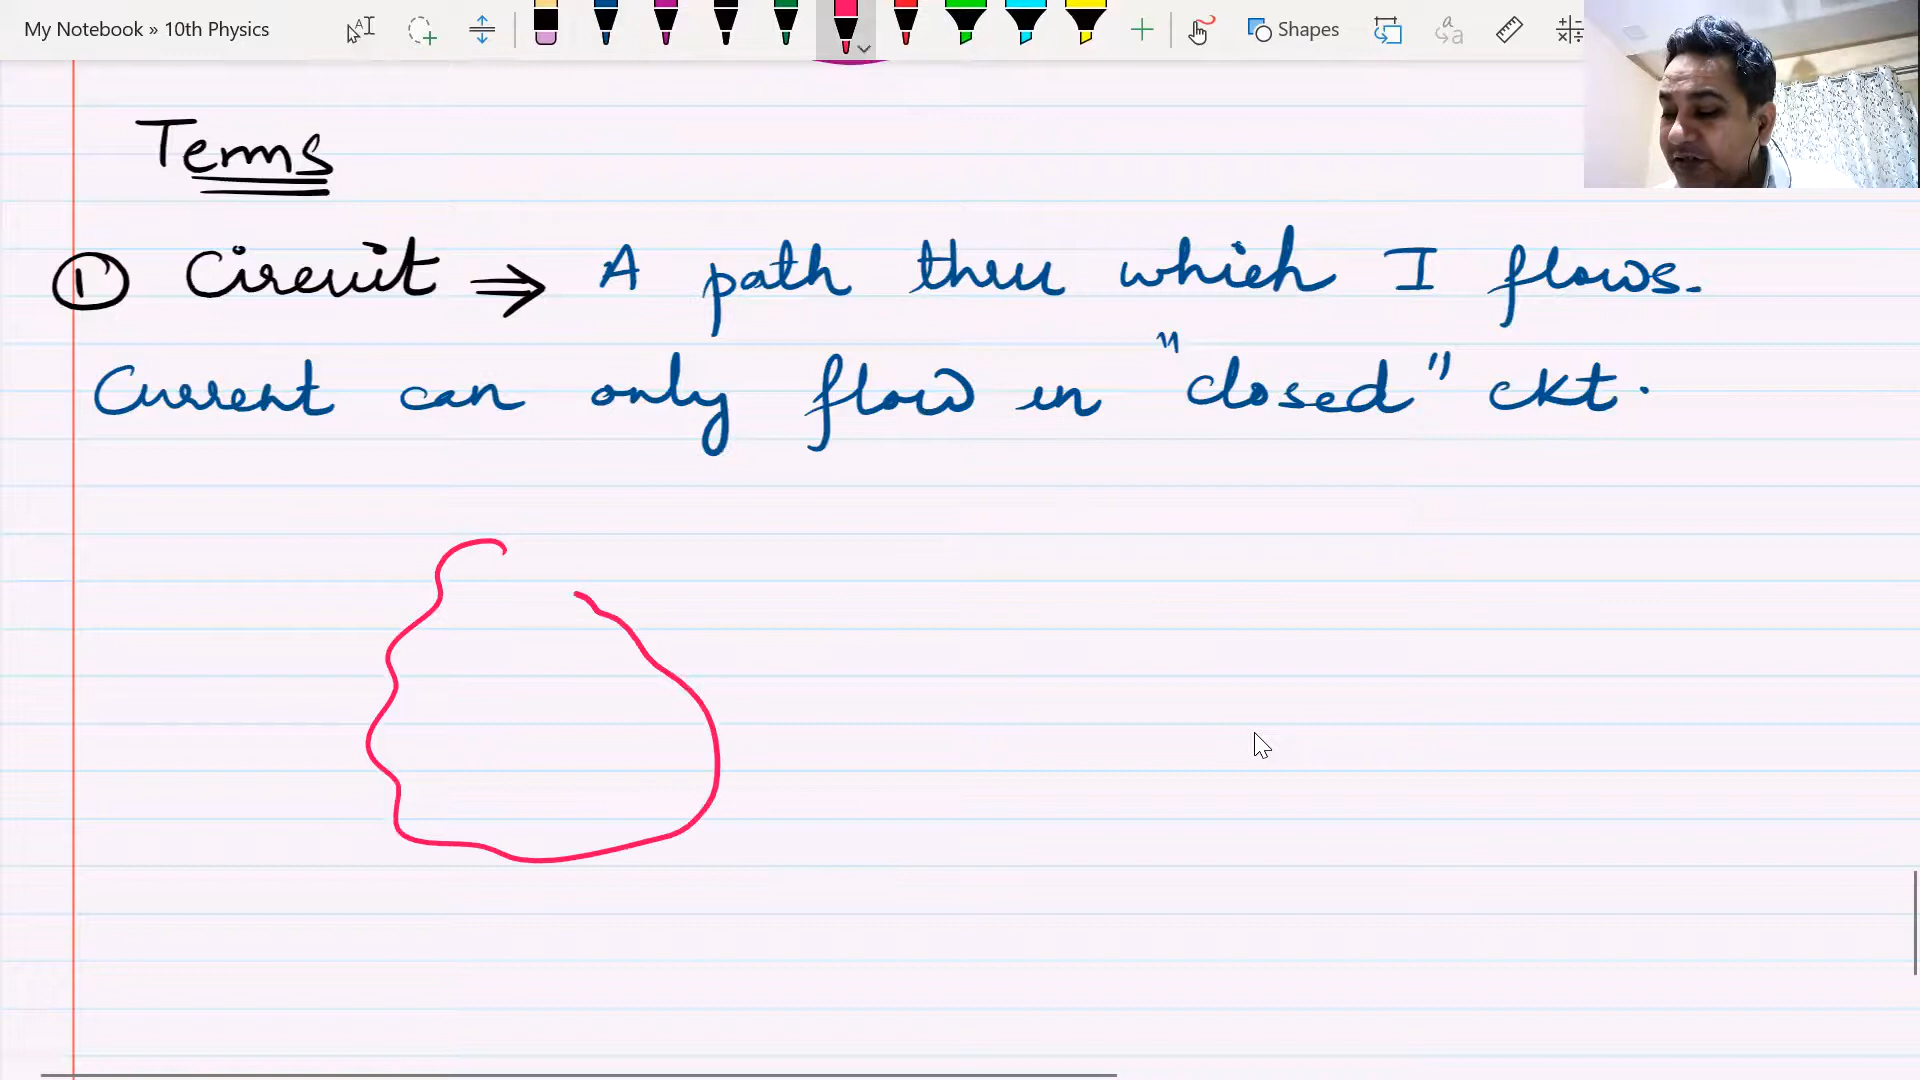 My Notebook » 10th Physics
Shapes
Terms
① Circuit ⇒ A path thru which I flows.
Current can only flow in "closed" ckt.